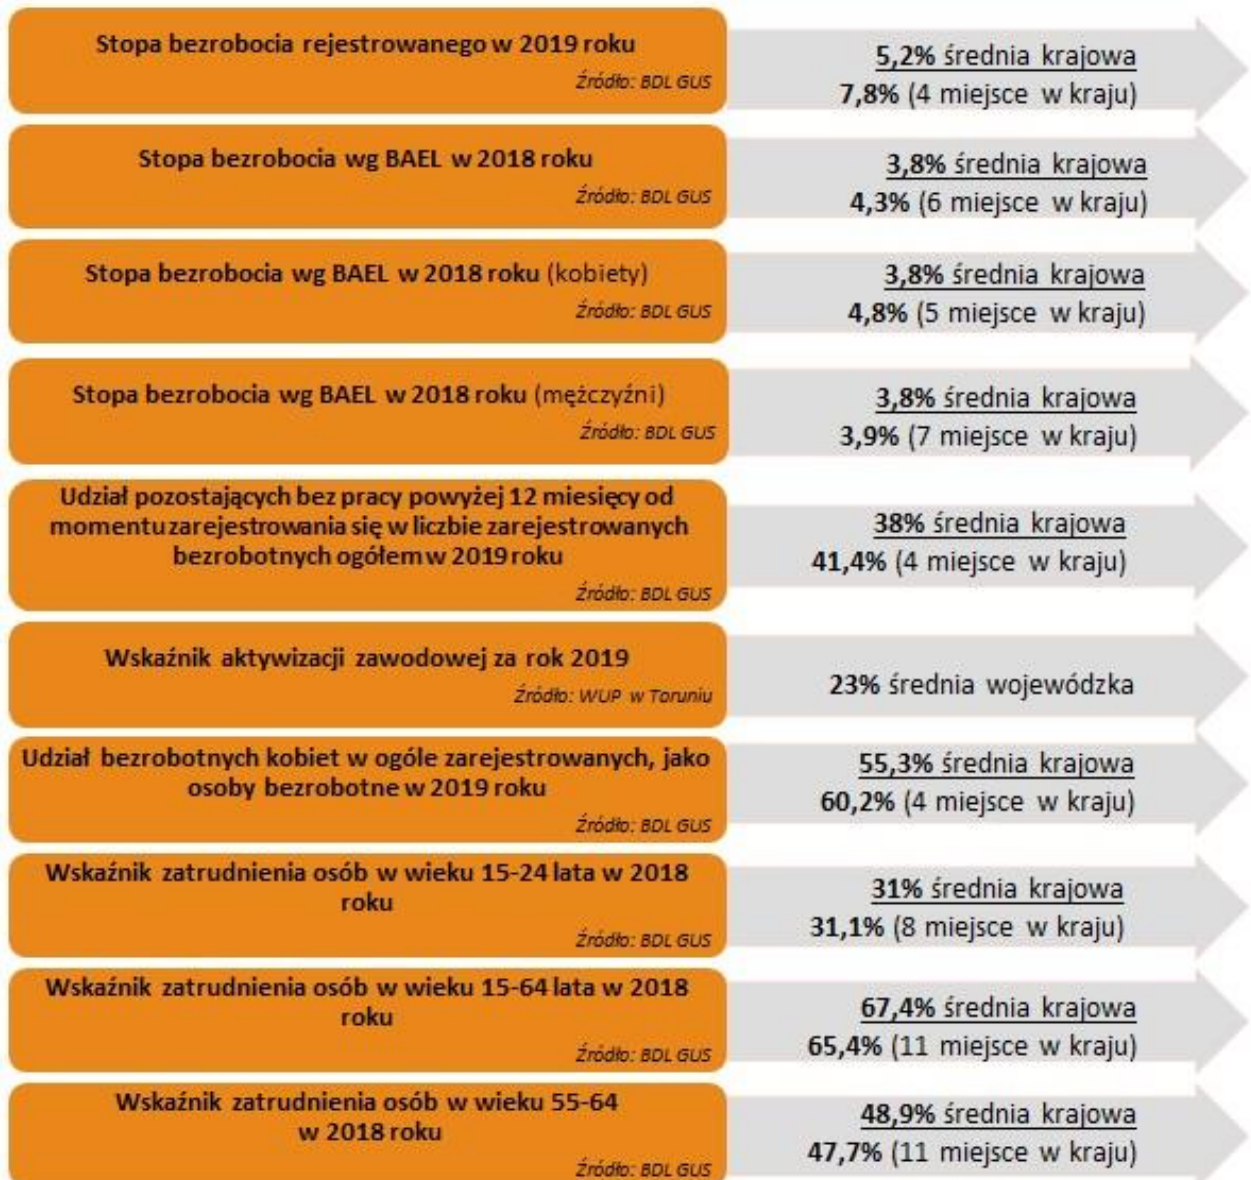 Stopa bezrobocia rejestrowanego w 2019 roku
Źródło: BDL GUS
5,2% średnia krajowa
7,8% (4 miejsce w kraju)
Stopa bezrobocia wg BAEL w 2018 roku
Źródło: BDL GUS
3,8% średnia krajowa
4,3% (6 miejsce w kraju)
Stopa bezrobocia wg BAEL w 2018 roku (kobiety)
Źródło: BDL GUS
3,8% średnia krajowa
4,8% (5 miejsce w kraju)
Stopa bezrobocia wg BAEL w 2018 roku (mężczyźni)
Źródło: BDL GUS
3,8% średnia krajowa
3,9% (7 miejsce w kraju)
Udział pozostających bez pracy powyżej 12 miesięcy od
momentu zarejestrowania się w liczbie zarejestrowanych
bezrobotnych ogółem w 2019 roku
Źródło: BDL GUS
38% średnia krajowa
41,4% (4 miejsce w kraju)
Wskaźnik aktywizacji zawodowej za rok 2019
Źródło: WUP w Toruniu
23% średnia wojewódzka
Udział bezrobotnych kobiet w ogóle zarejestrowanych, jako
osoby bezrobotne w 2019 roku
Źródło: BDL GUS
55,3% średnia krajowa
60,2% (4 miejsce w kraju)
Wskaźnik zatrudnienia osób w wieku 15-24 lata w 2018
roku
Źródło: BDL GUS
31% średnia krajowa
31,1% (8 miejsce w kraju)
Wskaźnik zatrudnienia osób w wieku 15-64 lata w 2018
roku
Źródło: BDL GUS
67,4% średnia krajowa
65,4% (11 miejsce w kraju)
Wskaźnik zatrudnienia osób w wieku 55-64
w 2018 roku
Źródło: BDL GUS
48,9% średnia krajowa
47,7% (11 miejsce w kraju)